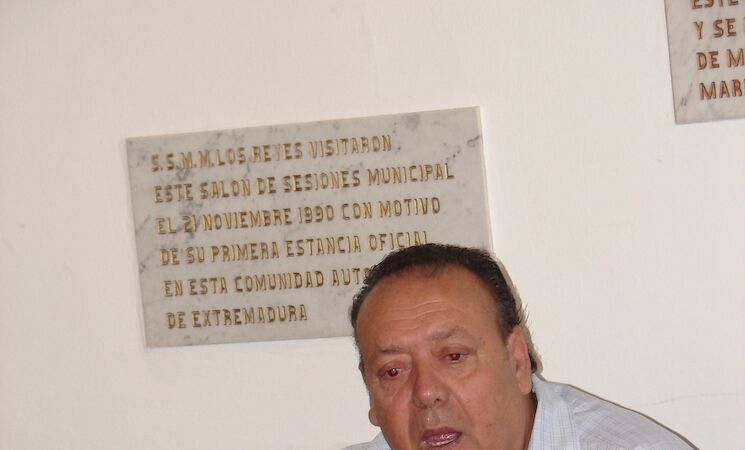 S.S.M.M. LOS REYES VISITARON
ESTE SALON DE SESIONES MUNICIPAL
EL 21 NOVIEMBRE 1990 CON MOTIVO
DE SU PRIMERA ESTANCIA OFICIAL
EN ESTA COMUNIDAD
DE EXTREMADURA
Y SE